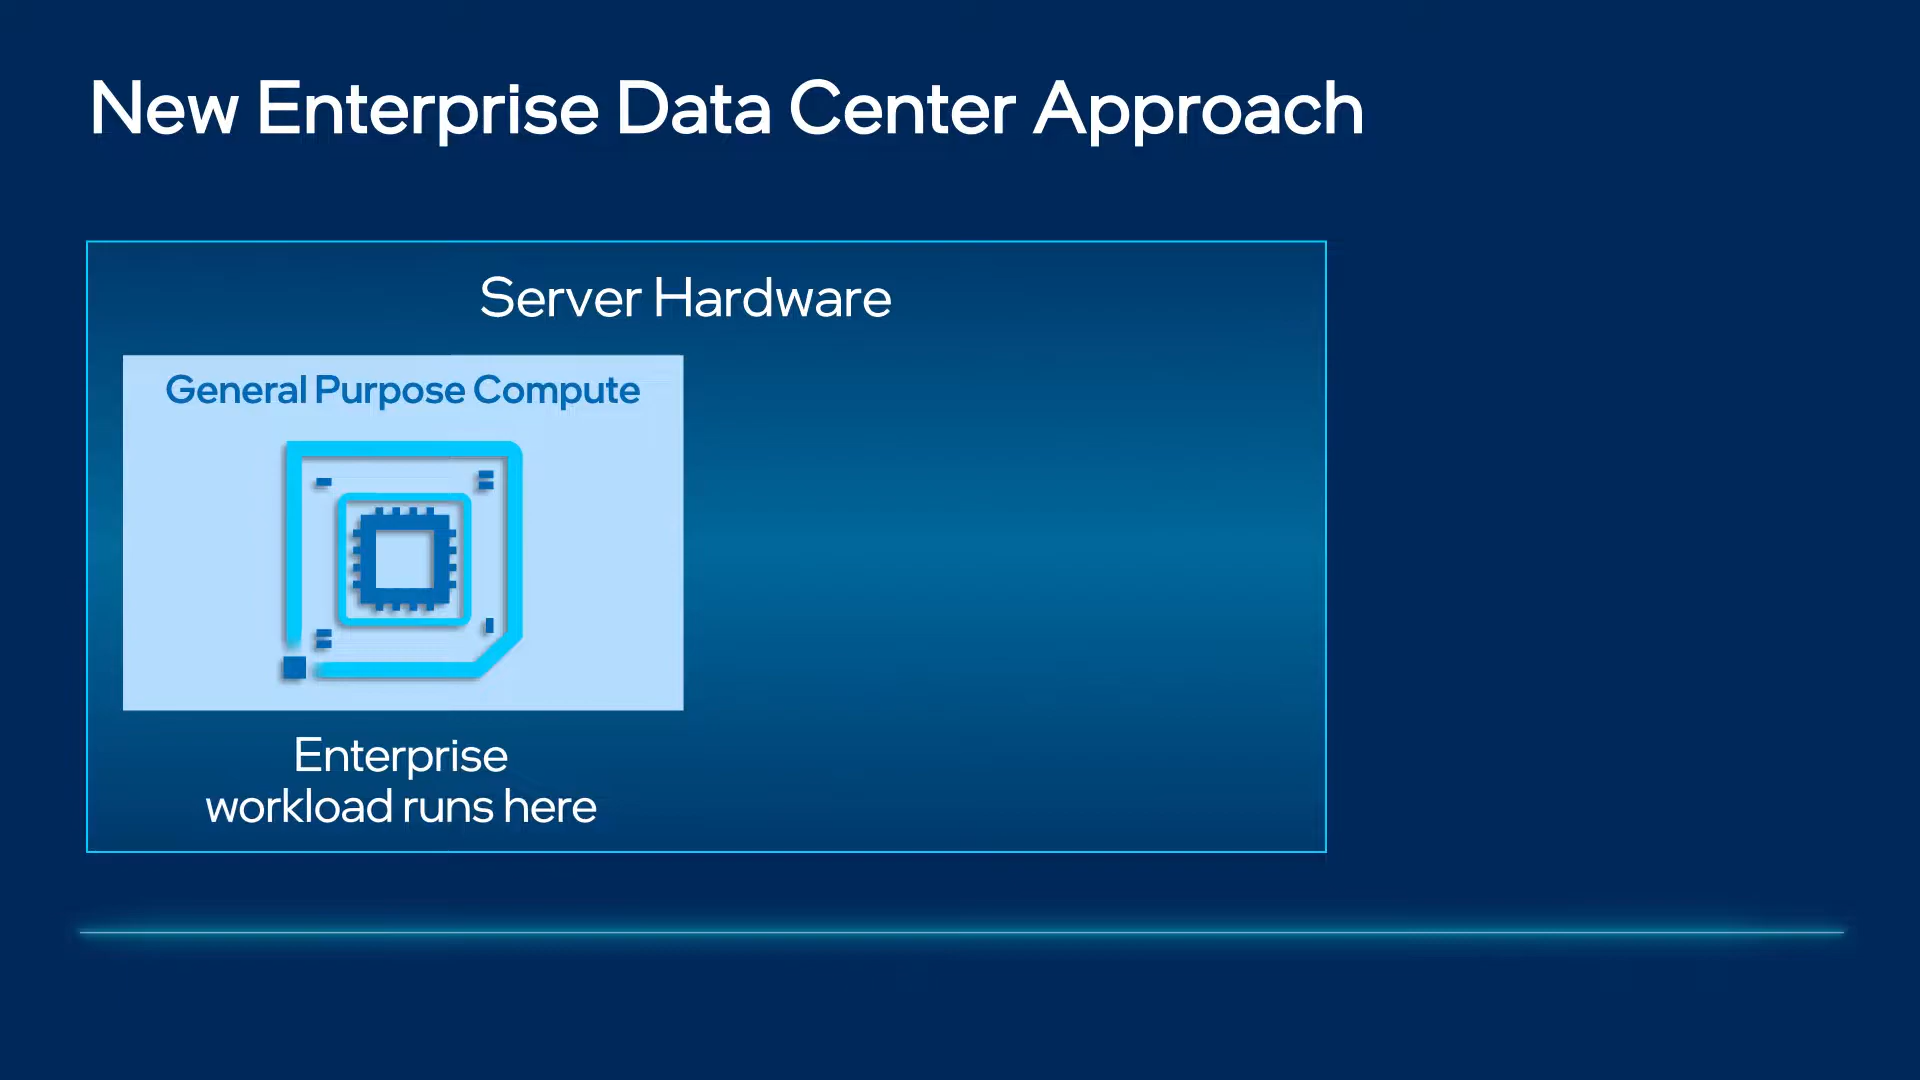 New Enterprise Data Center Approach
Server Hardware
General Purpose Compute
Enterprise
workload runs here